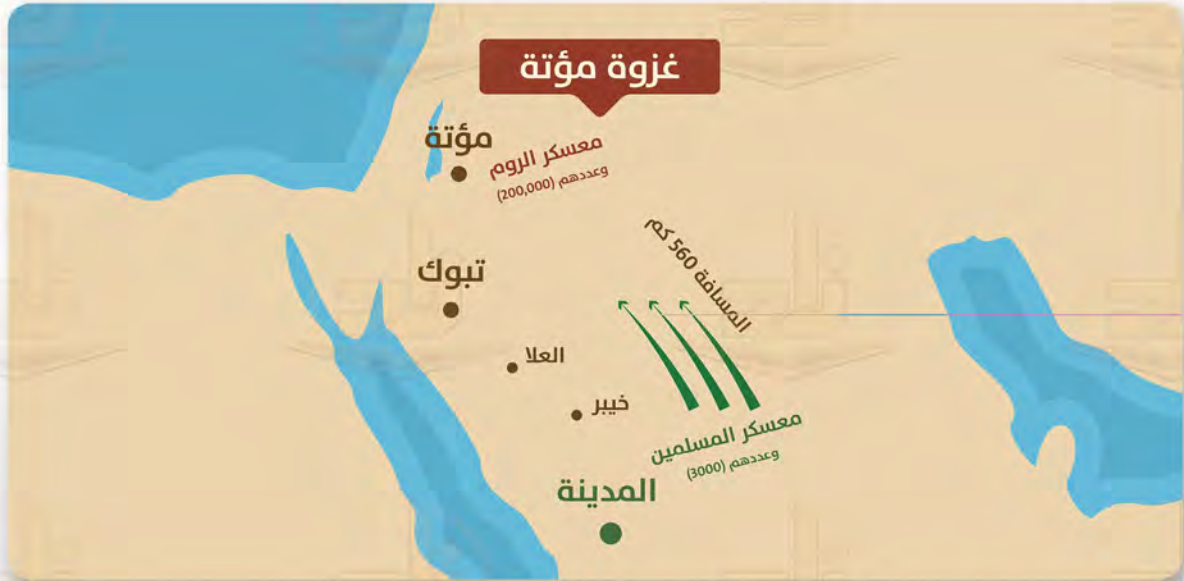 غزوة مؤتة
مؤتة
معسكر الروم
وعددهم (200,000)
المسافة 560 كم
تبوك
العلا
خيبر
معسكر المسلمين
وعددهم (3000)
المدينة